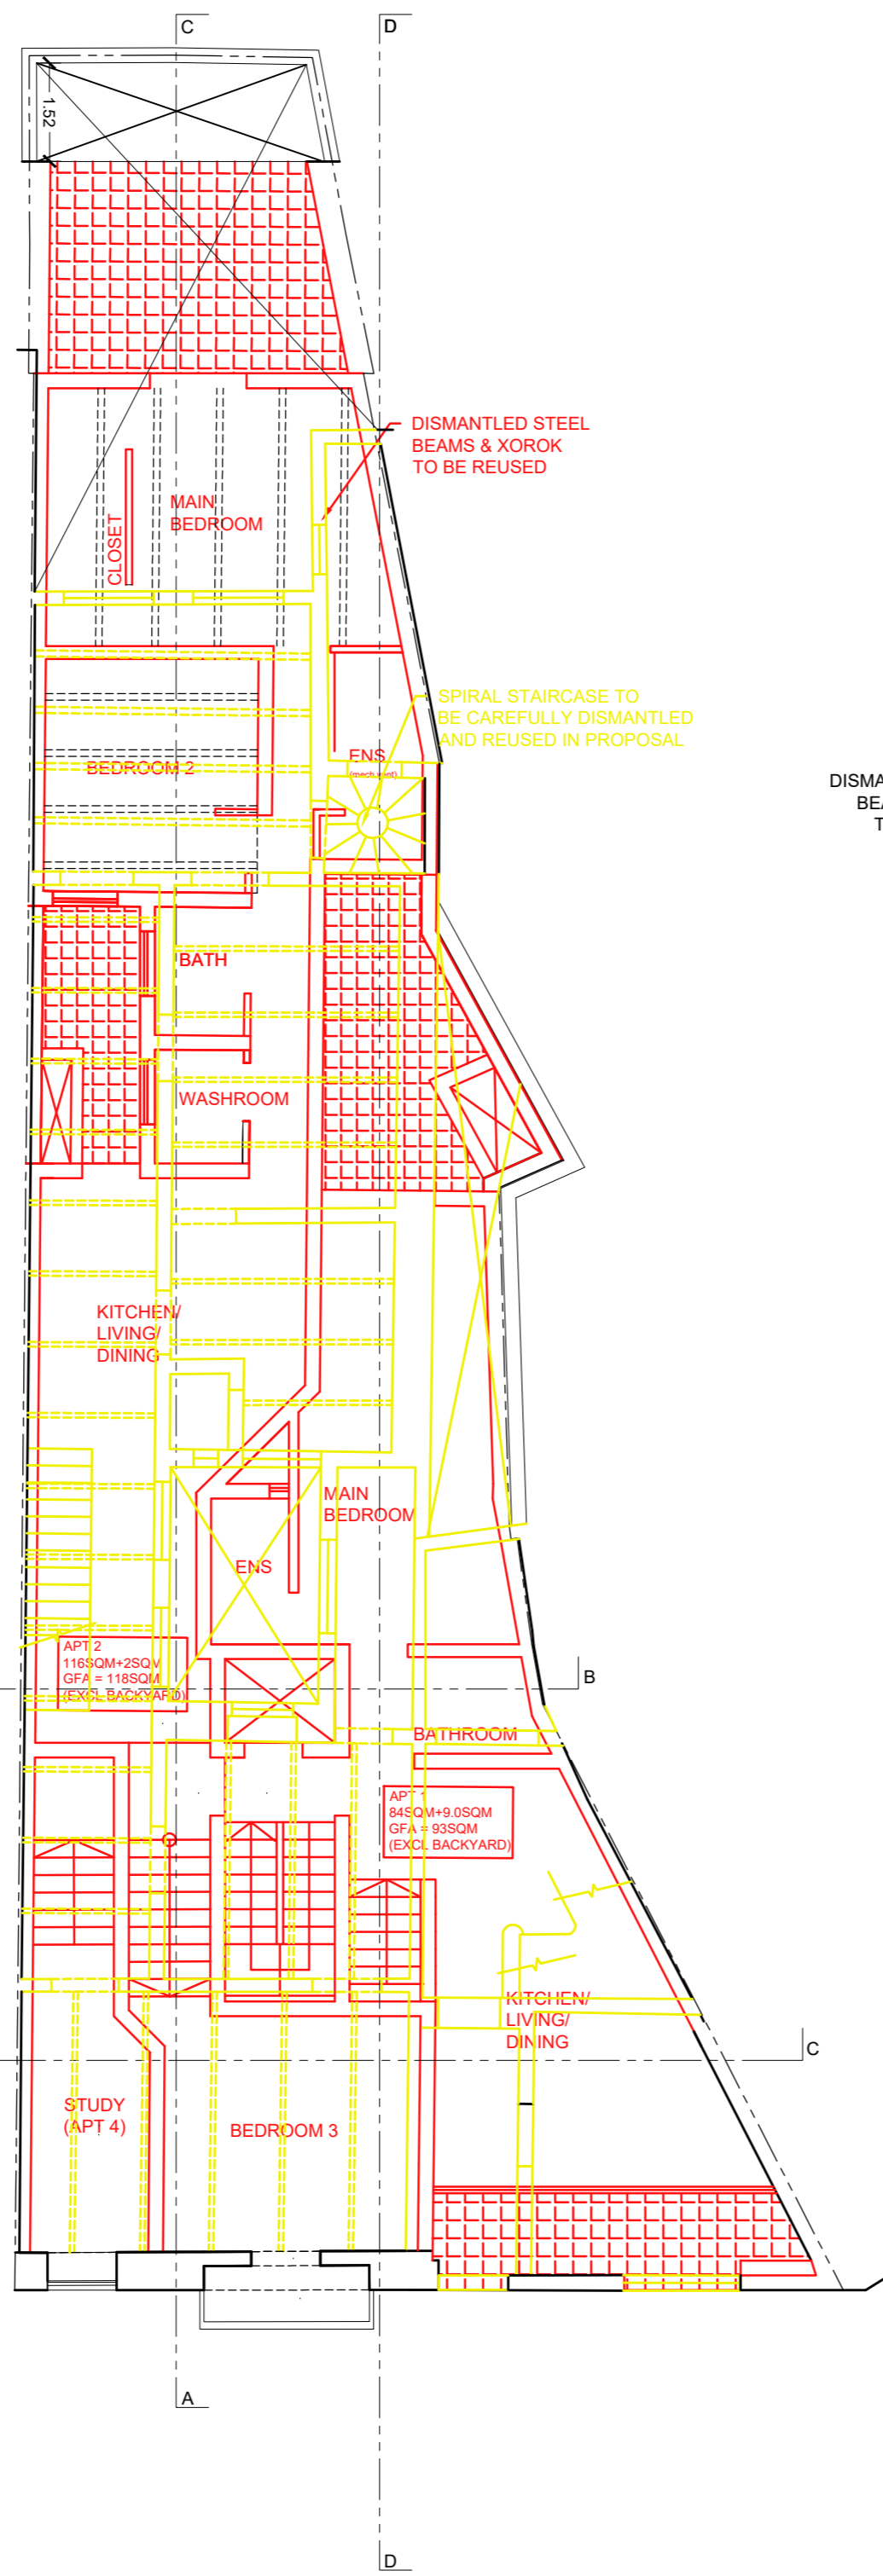 C
D
1.52
DISMANTLED STEEL
BEAMS & XOROK
TO BE REUSED
MAIN
BEDROOM
CLOSET
SPIRAL STAIRCASE TO
BE CAREFULLY DISMANTLED
AND REUSED IN PROPOSAL
ENS
(mech vent)
BEDROOM 2
DISMA
BEA
T
BATH
WASHROOM
KITCHEN/
LIVING/
DINING
MAIN
BEDROOM
ENS
APT 2
116SQM+2SQM
GFA = 118SQM
(EXCL BACKYARD)
B
BATHROOM
APT 1
84SQM+9.0SQM
GFA = 93SQM
(EXCL BACKYARD)
KITCHEN/
LIVING/
DINING
C
STUDY
(APT 4)
BEDROOM 3
A
D